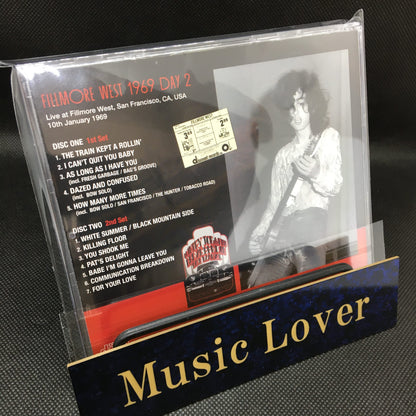 FILLMORE WEST 1969 DAY 2
Live at Fillmore West, San Francisco, CA, USA
10th January 1969
DISC ONE 1st Set
1. THE TRAIN KEPT A ROLLIN'
2. I CAN'T QUIT YOU BABY
3. AS LONG AS I HAVE YOU
(incl. FRESH GARBAGE / BAG'S GROOVE)
4. DAZED AND CONFUSED
(incl. BOW SOLO)
5. HOW MANY MORE TIMES
(incl. BOW SOLO / SAN FRANCISCO / THE HUNTER / TOBACCO ROAD)
DISC TWO 2nd Set
1. WHITE SUMMER / BLACK MOUNTAIN SIDE
2. KILLING FLOOR
3. YOU SHOOK ME
4. PAT'S DELIGHT
5. BABE I'M GONNA LEAVE YOU
6. COMMUNICATION BREAKDOWN
7. FOR YOUR LOVE
Music Lover